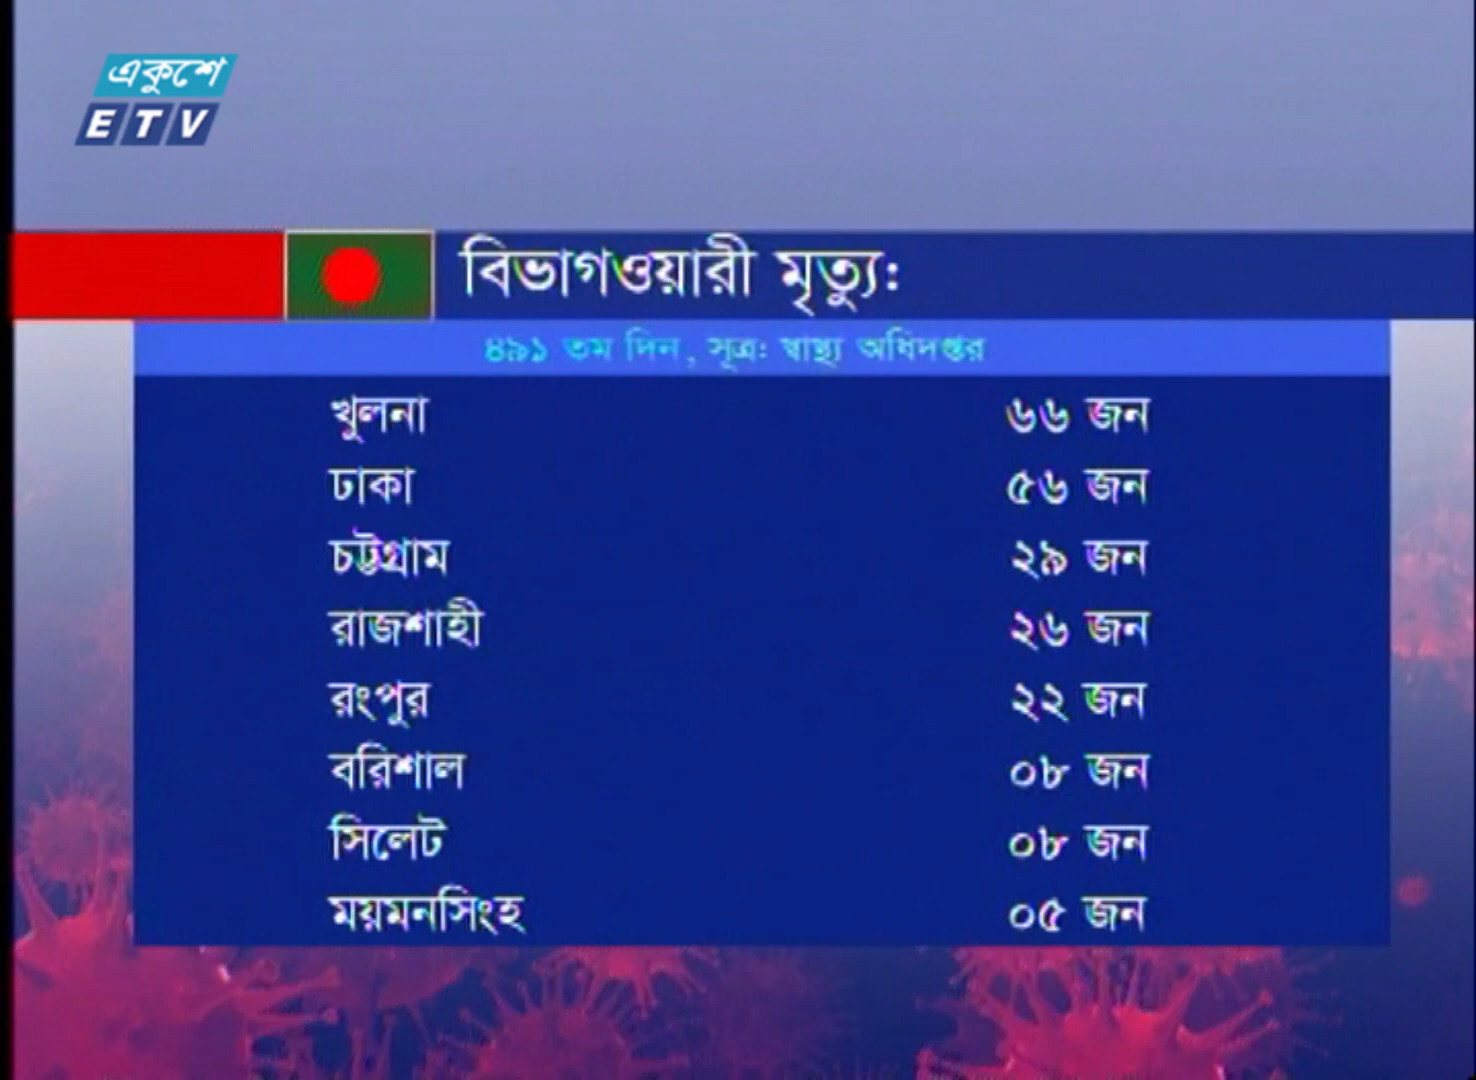 একুশে
ETV
বিভাগওয়ারী মৃত্যুঃ
৪৯১ তম দিন, সূত্রঃ স্বাস্থ্য অধিদপ্তর
খুলনা ৬৬ জন
ঢাকা ৫৬ জন
চট্টগ্রাম ২৯ জন
রাজশাহী ২৬ জন
রংপুর ২২ জন
বরিশাল ০৮ জন
সিলেট ০৮ জন
ময়মনসিংহ ০৫ জন